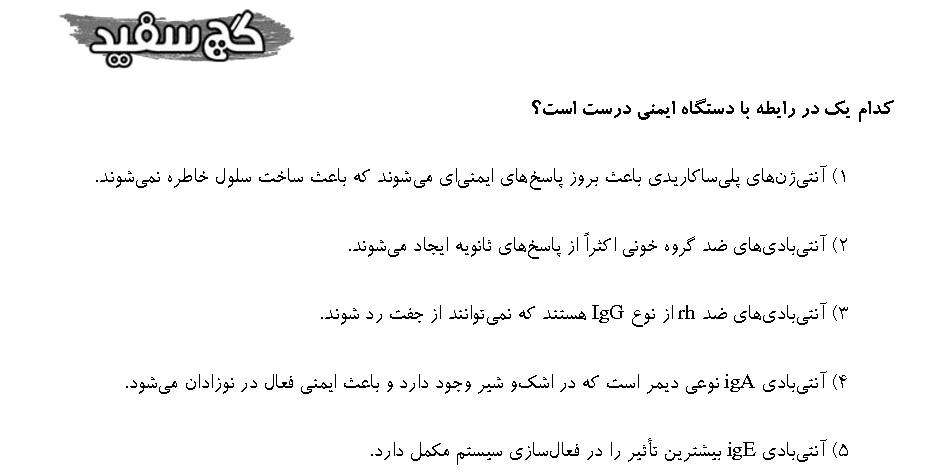 گچ سفید
کدام یک در رابطه با دستگاه ایمنی درست است؟
۱) آنتی‌ژن‌های پلی‌ساکاریدی باعث بروز پاسخ‌های ایمنی‌ای می‌شوند که باعث ساخت سلول خاطره نمی‌شوند.
۲) آنتی‌بادی‌های ضد گروه خونی اکثراً از پاسخ‌های ثانویه ایجاد می‌شوند.
۳) آنتی‌بادی‌های ضد rh از نوع IgG هستند که نمی‌توانند از جفت رد شوند.
۴) آنتی‌بادی igA نوعی دیمر است که در اشک‌و شیر وجود دارد و باعث ایمنی فعال در نوزادان می‌شود.
۵) آنتی‌بادی igE بیشترین تأثیر را در فعال‌سازی سیستم مکمل دارد.